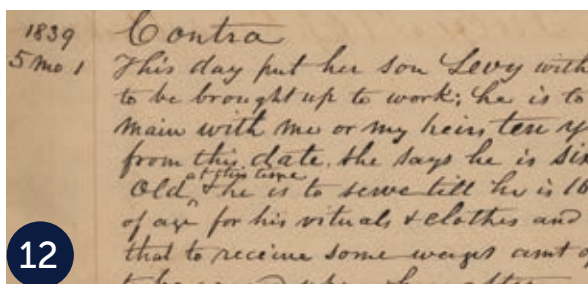 1839 Contra
5 mo 1 This day put her son Levy with
to be brought up to work; he is to
main with me or my heirs ten ye
from this date. She says he is six
at this time
Old & he is to serve till he is 16
of age for his vituals & clothes and
that to receive some wages amt of
12